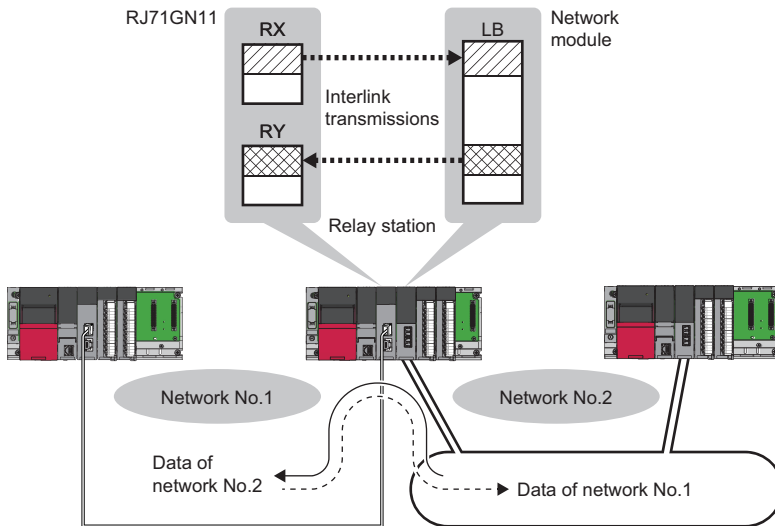 RJ71GN11
Network
module
RX
LB
Interlink
transmissions
RY
Relay station
Network No.1
Network No.2
Data of
network No.2
Data of network No.1